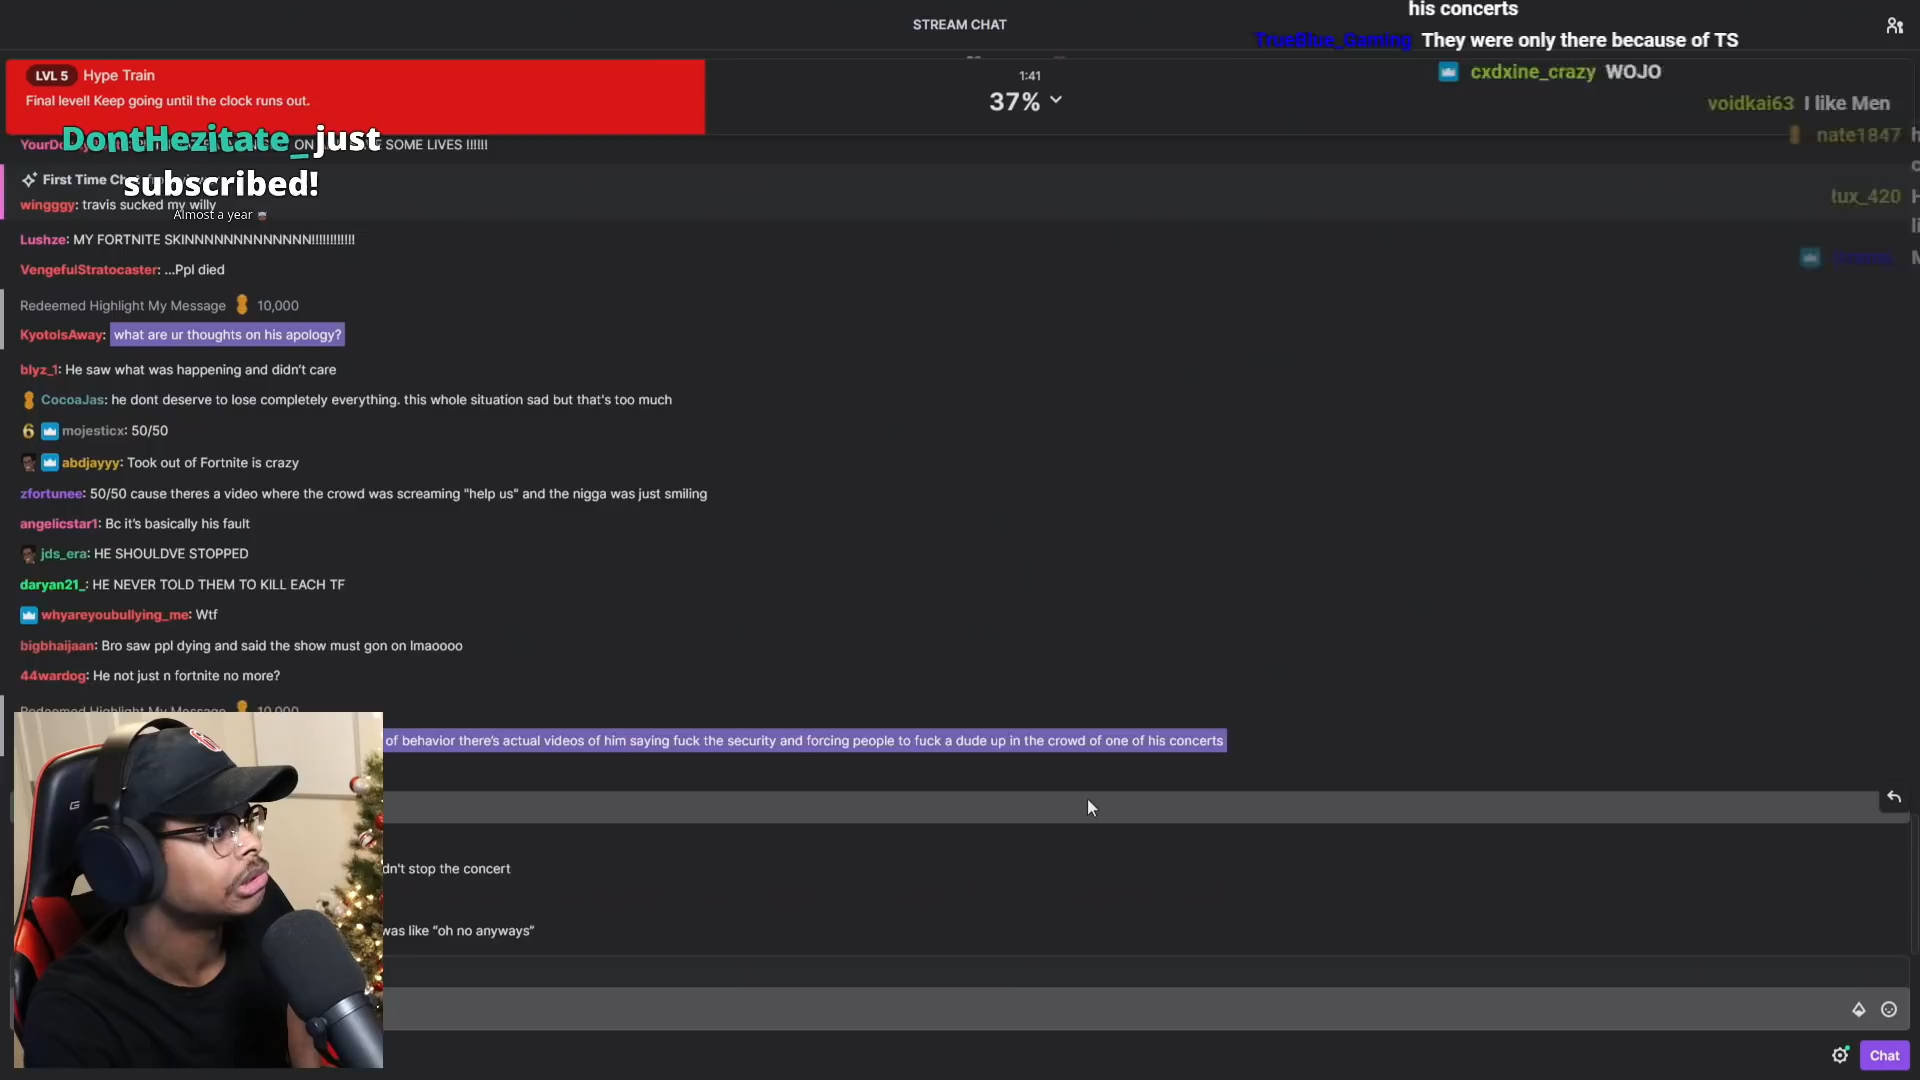 STREAM CHAT
his concerts
TrueBlue_Gaming They were only there because of TS
cxdxine_crazy WOJO
voidkai63 I like Men
nate1847
tux_420
LVL 5 Hype Train
Final level! Keep going until the clock runs out.
1:41
37%
DontHezitate_ just
subscribed!
Almost a year
SOME LIVES !!!!!!
First Time
wingggy: travis sucked my willy
Lushze: MY FORTNITE SKINNNNNNNNNNNNN!!!!!!!!!!!!
VengefulStratocaster: ...Ppl died
Redeemed Highlight My Message 10,000
KyotoIsAway: what are ur thoughts on his apology?
blyz_1: He saw what was happening and didn't care
CocoaJas: he dont deserve to lose completely everything. this whole situation sad but that's too much
6 mojesticx: 50/50
abdjayyy: Took out of Fortnite is crazy
zfortunee: 50/50 cause theres a video where the crowd was screaming "help us" and the nigga was just smiling
angelicstar1: Bc it's basically his fault
jds_era: HE SHOULDVE STOPPED
daryan21_: HE NEVER TOLD THEM TO KILL EACH TF
whyareyoubullying_me: Wtf
bigbhaijaan: Bro saw ppl dying and said the show must gon on lmaoooo
44wardog: He not just n fortnite no more?
Redeemed Highlight My Message 10,000
of behavior there's actual videos of him saying fuck the security and forcing people to fuck a dude up in the crowd of one of his concerts
dn't stop the concert
was like “oh no anyways”
Chat